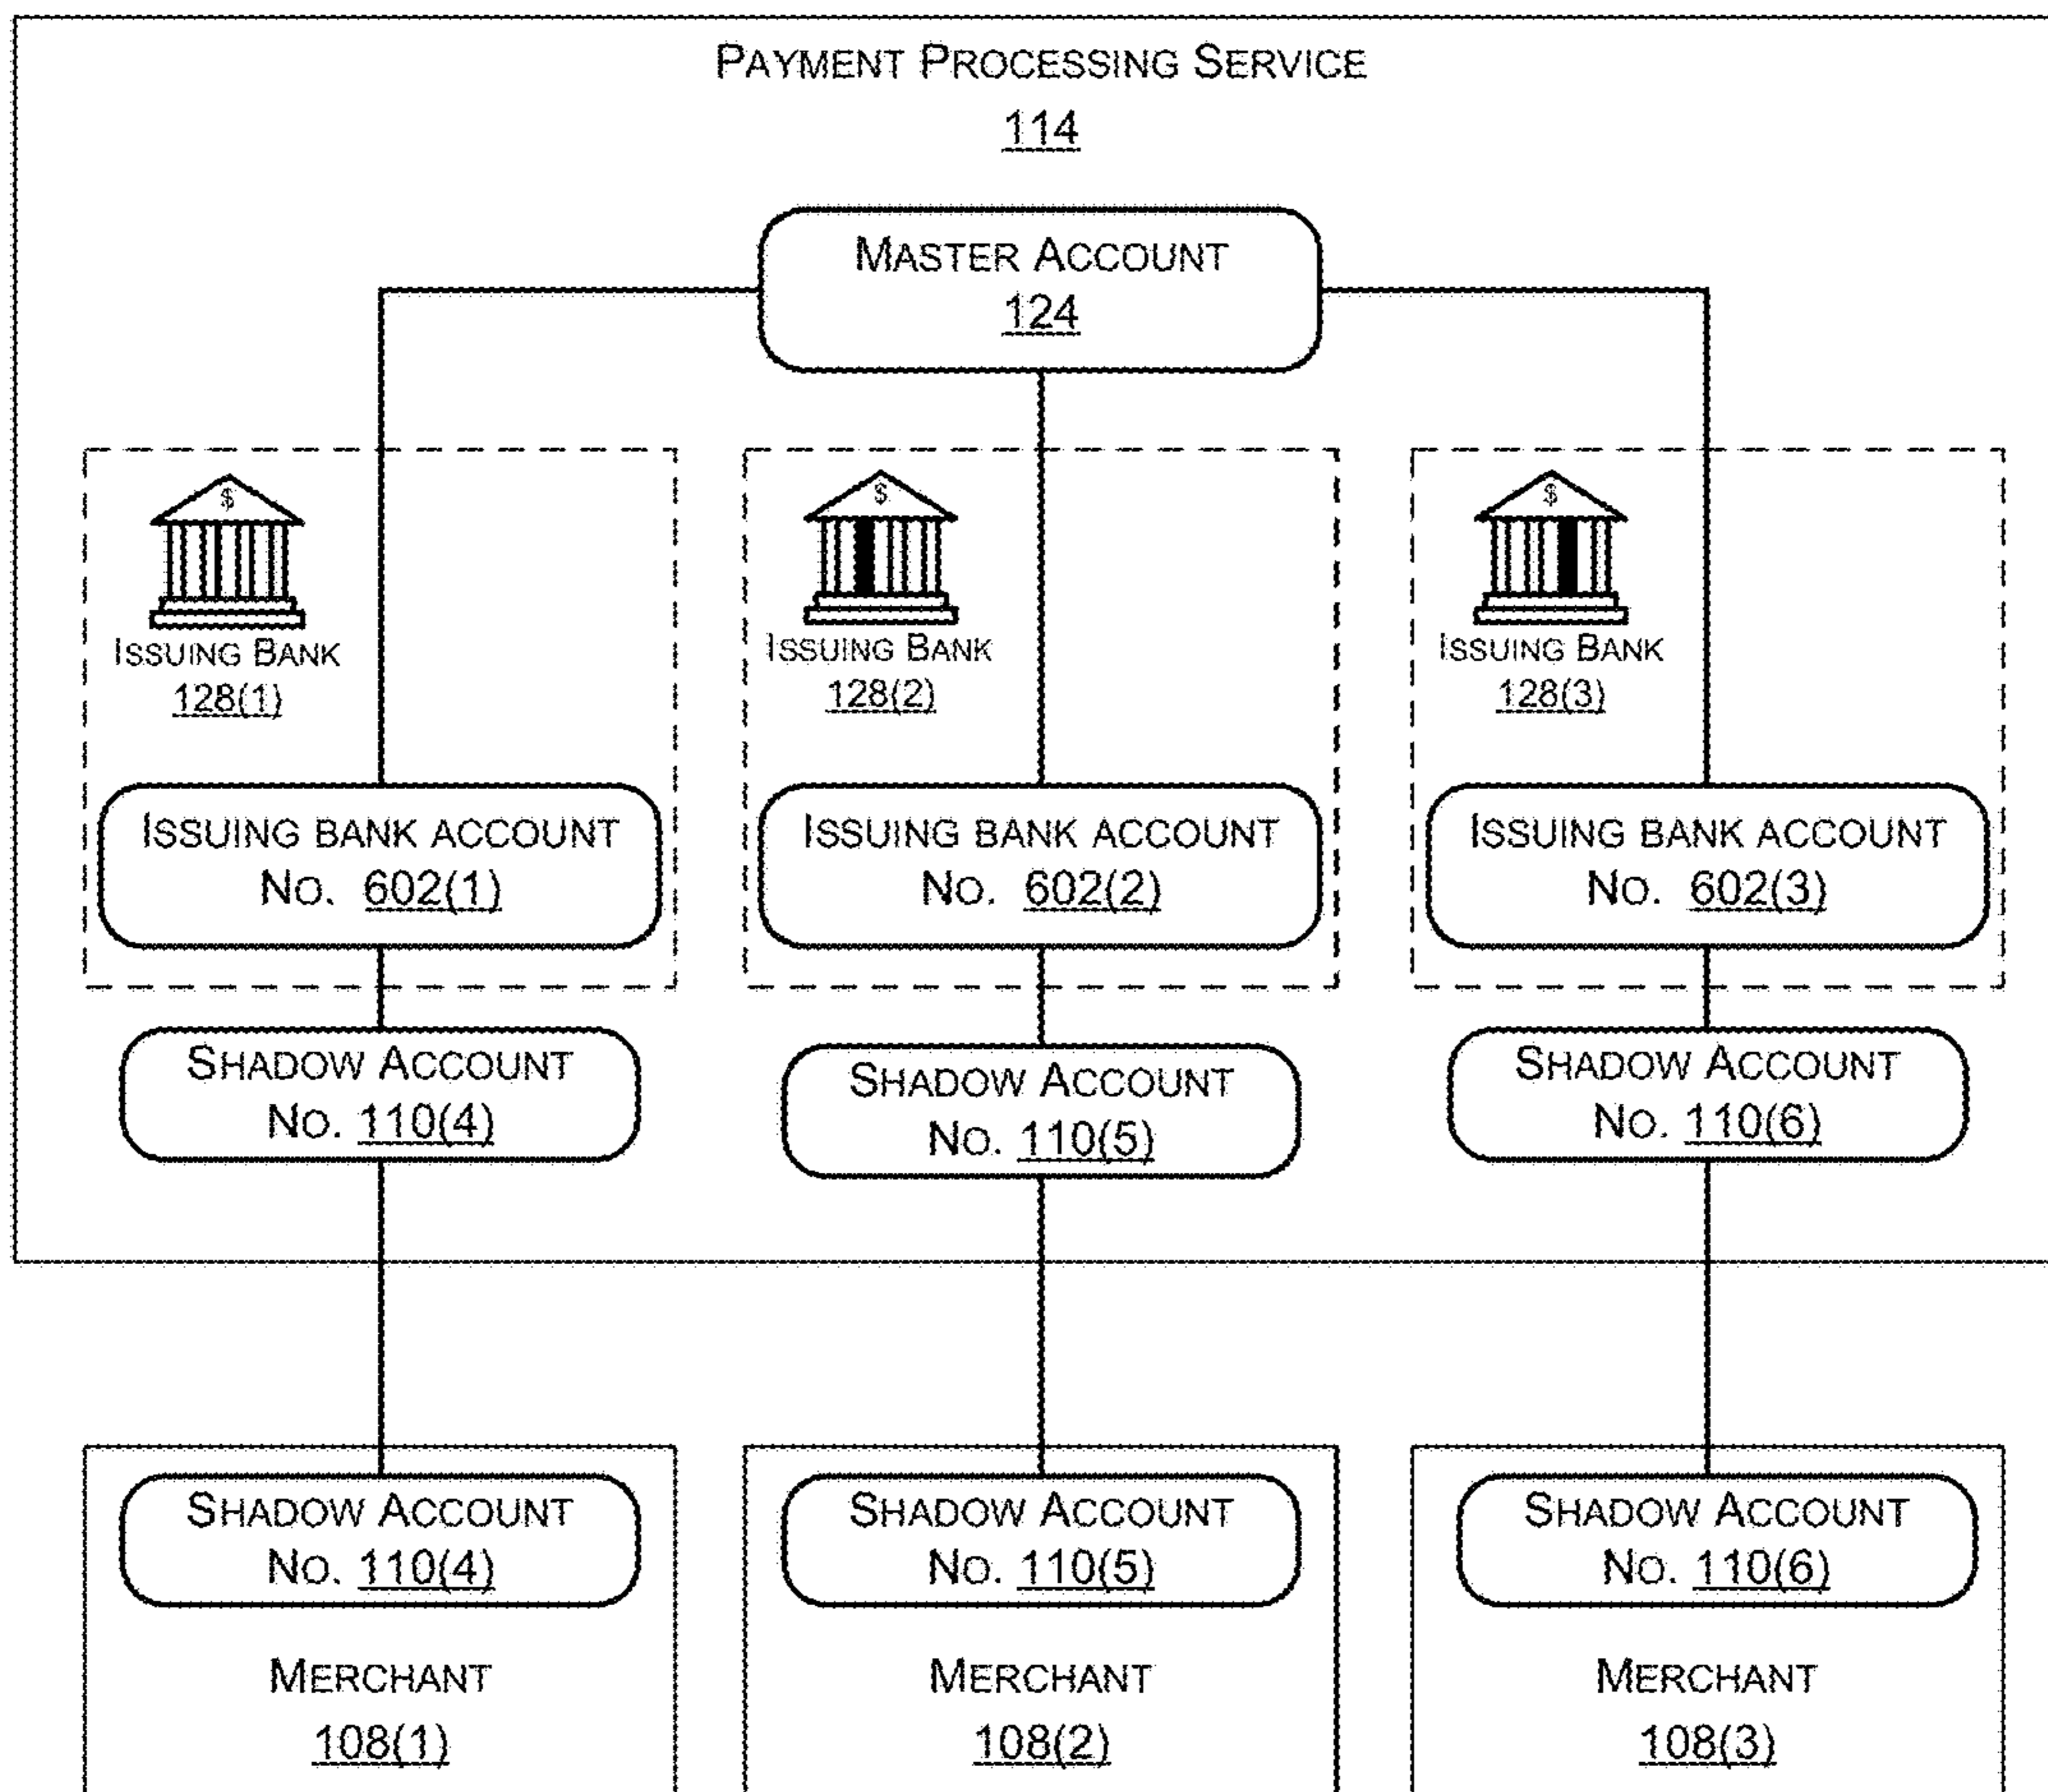 PAYMENT PROCESSING SERVICE
114
MASTER ACCOUNT
124
$
ISSUING BANK
128(1)
$
ISSUING BANK
128(2)
$
ISSUING BANK
128(3)
ISSUING BANK ACCOUNT
NO. 602(1)
ISSUING BANK ACCOUNT
NO. 602(2)
ISSUING BANK ACCOUNT
NO. 602(3)
SHADOW ACCOUNT
NO. 110(4)
SHADOW ACCOUNT
NO. 110(5)
SHADOW ACCOUNT
NO. 110(6)
SHADOW ACCOUNT
NO. 110(4)
MERCHANT
108(1)
SHADOW ACCOUNT
NO. 110(5)
MERCHANT
108(2)
SHADOW ACCOUNT
NO. 110(6)
MERCHANT
108(3)